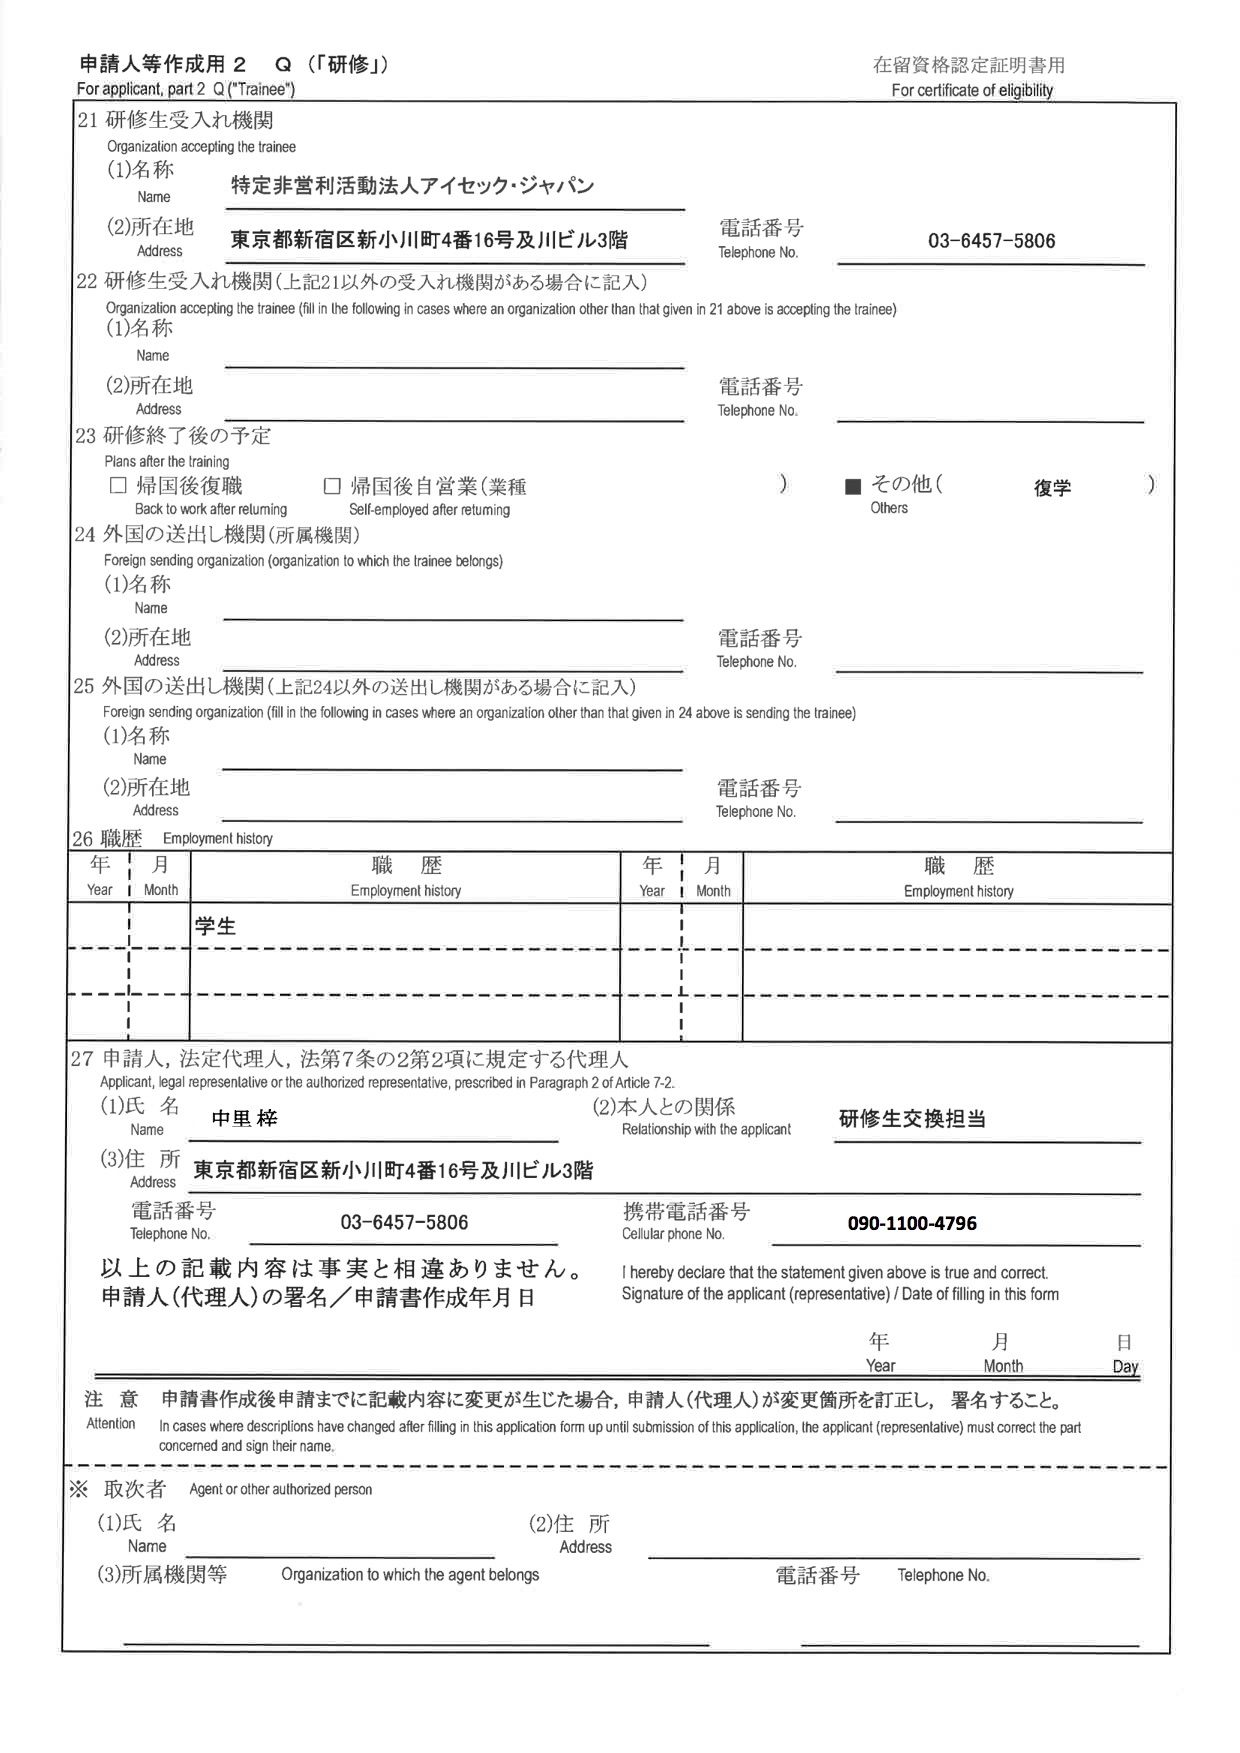 申請人等作成用 2　Q （「研修」）
在留資格認定証明書用
For applicant, part 2 Q ("Trainee")
For certificate of eligibility
21 研修生受入れ機関
Organization accepting the trainee
(1)名称
特定非営利活動法人アイセック・ジャパン
Name
(2)所在地 東京都新宿区新小川町4番16号及川ビル3階 電話番号 03-6457-5806
Address Telephone No.
22 研修生受入れ機関（上記21以外の受入れ機関がある場合に記入）
Organization accepting the trainee (fill in the following in cases where an organization other than that given in 21 above is accepting the trainee)
(1)名称
Name
(2)所在地 電話番号
Address Telephone No.
23 研修終了後の予定
Plans after the training
□ 帰国後復職 □ 帰国後自営業（業種 ） ■ その他（ 復学 ）
Back to work after returning Self-employed after returning Others
24 外国の送出し機関（所属機関）
Foreign sending organization (organization to which the trainee belongs)
(1)名称
Name
(2)所在地 電話番号
Address Telephone No.
25 外国の送出し機関（上記24以外の送出し機関がある場合に記入）
Foreign sending organization (fill in the following in cases where an organization other than that given in 24 above is sending the trainee)
(1)名称
Name
(2)所在地 電話番号
Address Telephone No.
26 職歴 Employment history
年 月 職 歴 年 月 職 歴
Year Month Employment history Year Month Employment history
学生
27 申請人, 法定代理人, 法第7条の2第2項に規定する代理人
Applicant, legal representative or the authorized representative, prescribed in Paragraph 2 of Article 7-2.
(1)氏 名 中里 梓 (2)本人との関係 研修生交換担当
Name Relationship with the applicant
(3)住 所 東京都新宿区新小川町4番16号及川ビル3階
Address
電話番号 03-6457-5806 携帯電話番号 090-1100-4796
Telephone No. Cellular phone No.
以上の記載内容は事実と相違ありません。 I hereby declare that the statement given above is true and correct.
申請人（代理人）の署名／申請書作成年月日 Signature of the applicant (representative) / Date of filling in this form
年 月 日
Year Month Day
注 意 申請書作成後申請までに記載内容に変更が生じた場合, 申請人（代理人）が変更箇所を訂正し, 署名すること。
Attention In cases where descriptions have changed after filling in this application form up until submission of this application, the applicant (representative) must correct the part
concerned and sign their name.
※ 取次者 Agent or other authorized person
(1)氏 名 (2)住 所
Name Address
(3)所属機関等 Organization to which the agent belongs 電話番号 Telephone No.